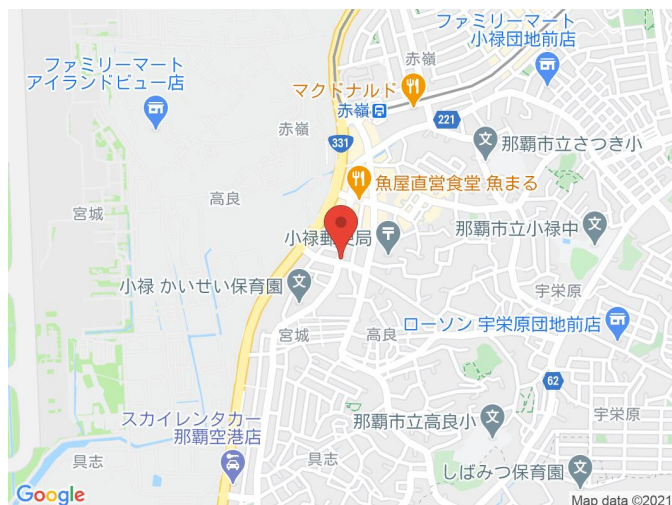 ファミリーマート
小禄団地前店
赤嶺
ファミリーマート
アイランドビュー店
マクドナルド
赤嶺
221
赤嶺
331
那覇市立さつき小
魚屋直営食堂 魚まる
高良
宮城
小禄郵便局
那覇市立小禄中
小禄 かいせい保育園
宇栄原
宮城
高良
ローソン 宇栄原団地前店
62
スカイレンタカー
那覇空港店
那覇市立高良小
宇栄原
具志
具志
しばみつ保育園
Google
Map data ©2021